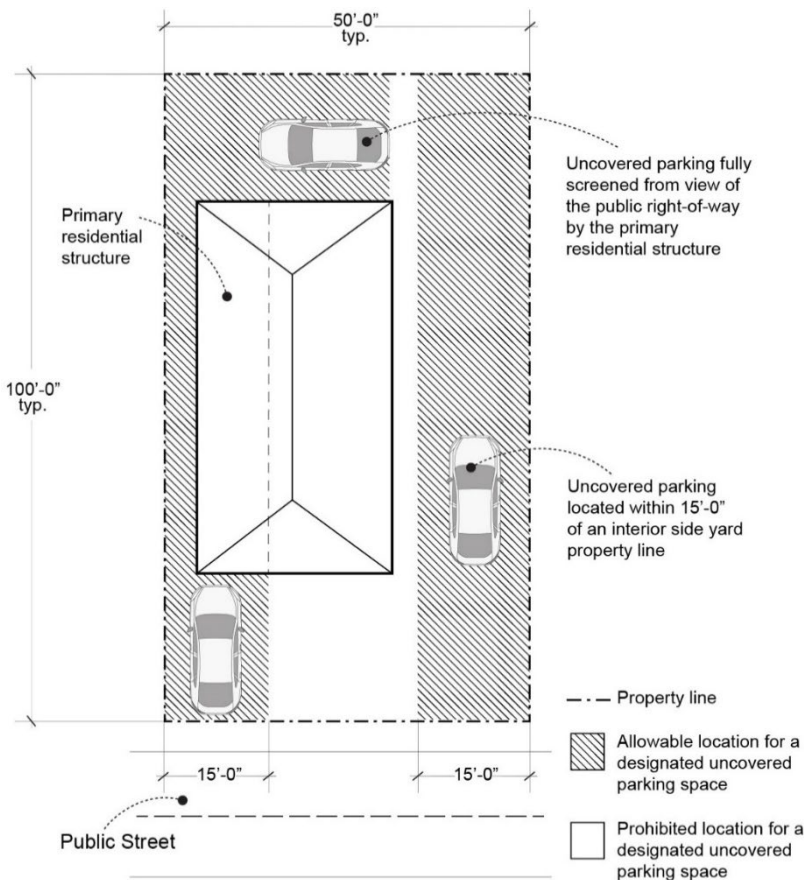 50'-0"
typ.
Uncovered parking fully
screened from view of
the public right-of-way
by the primary
residential structure
Primary
residential
structure
100'-0"
typ.
Uncovered parking
located within 15'-0"
of an interior side yard
property line
Property line
Allowable location for a
designated uncovered
parking space
15'-0"
15'-0"
Public Street
Prohibited location for a
designated uncovered
parking space